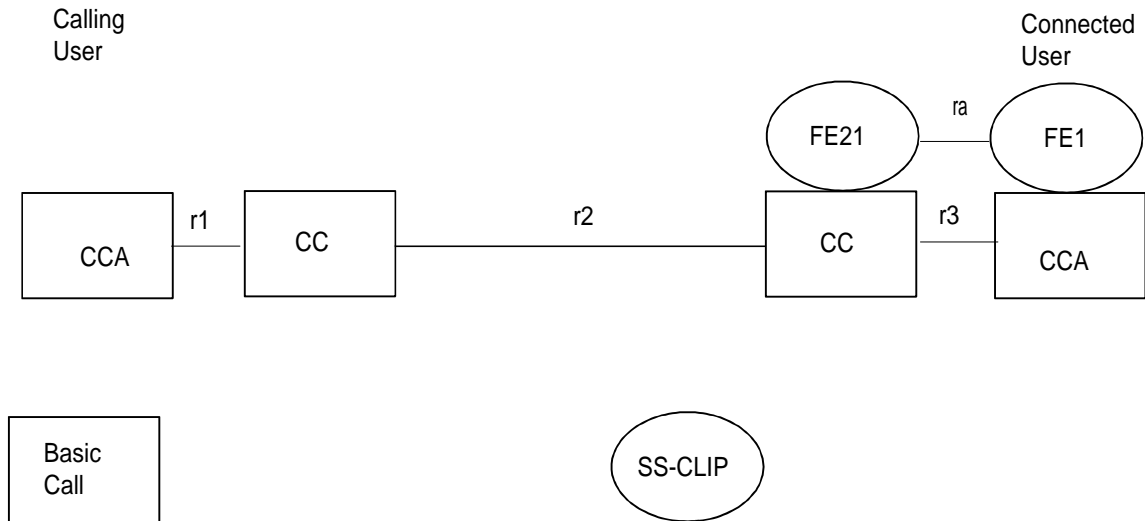 Calling
User
Connected
User
FE21
ra
FE1
CCA
r1
CC
r2
CC
r3
CCA
Basic
Call
SS-CLIP